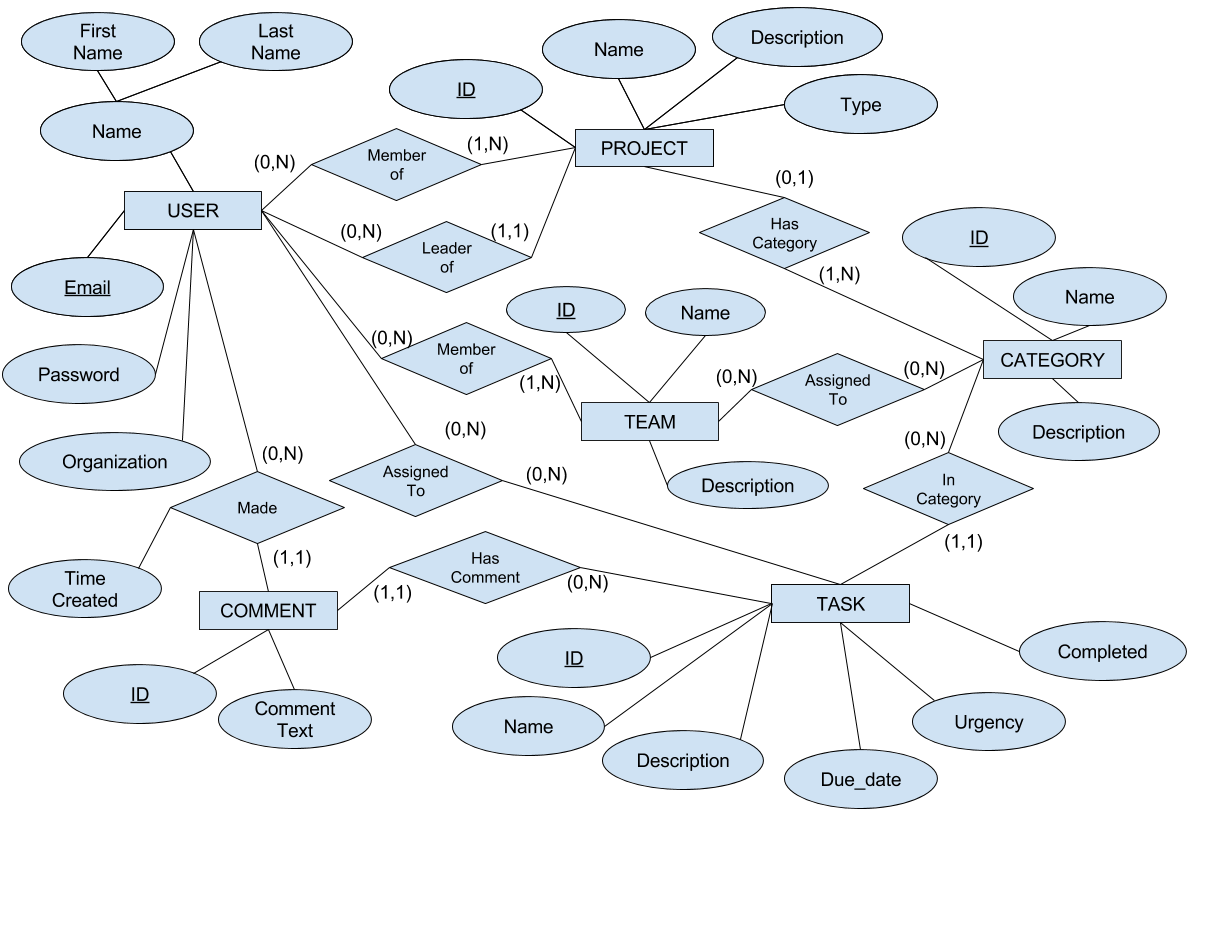 First
Name
Last
Name
Name
Description
ID
Type
Name
(0,N)
Member
of
(1,N)
PROJECT
(0,1)
USER
(0,N)
Leader
of
(1,1)
Has
Category
ID
(1,N)
Email
ID
Name
Name
(0,N)
Member
of
(1,N)
CATEGORY
Password
(0,N)
Assigned
To
(0,N)
TEAM
(0,N)
Description
(0,N)
Organization
(0,N)
Assigned
To
(0,N)
Description
In
Category
Made
(1,1)
(1,1)
Has
Comment
(0,N)
Time
Created
(1,1)
COMMENT
TASK
ID
Completed
ID
Comment
Text
Name
Urgency
Description
Due_date